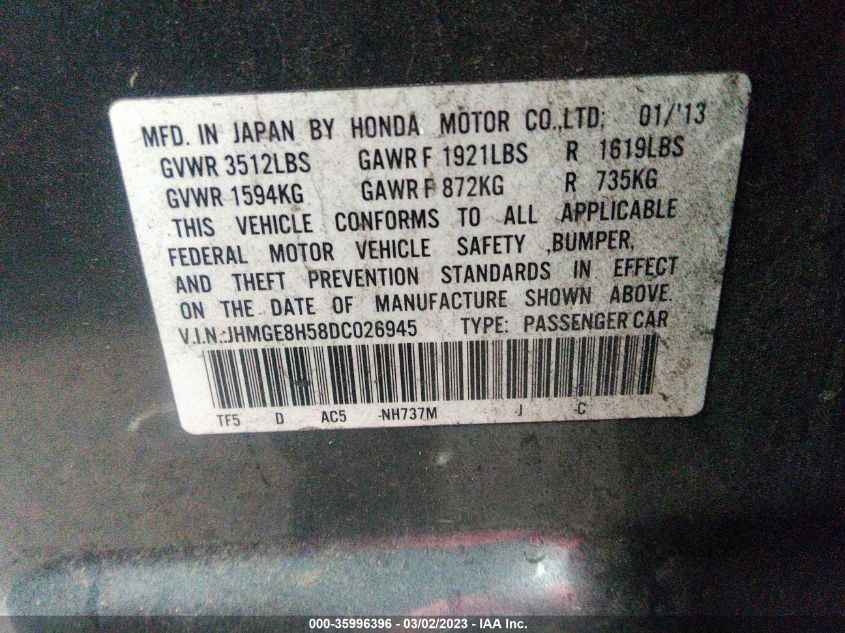 MFD. IN JAPAN BY HONDA MOTOR CO.,LTD; 01/'13
GVWR 3512LBS GAWR F 1921LBS R 1619LBS
GVWR 1594KG GAWR F 872KG R 735KG
THIS VEHICLE CONFORMS TO ALL APPLICABLE
FEDERAL MOTOR VEHICLE SAFETY ,BUMPER,
AND THEFT PREVENTION STANDARDS IN EFFECT
ON THE DATE OF MANUFACTURE SHOWN ABOVE.
V.I.N.:JHMGE8H58DC026945 TYPE: PASSENGER CAR
TF5 D AC5 -NH737M J C
000-35996396 — 03/02/2023 — IAA Inc.